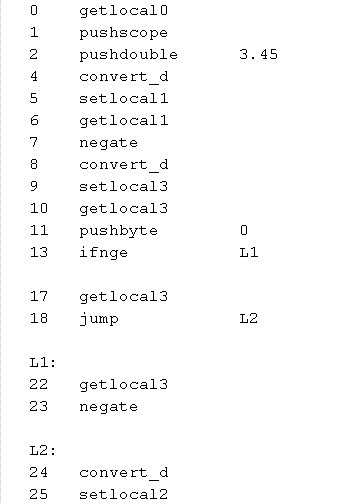 0 getlocal0
1 pushscope
2 pushdouble 3.45
4 convert_d
5 setlocal1
6 getlocal1
7 negate
8 convert_d
9 setlocal3
10 getlocal3
11 pushbyte 0
13 ifnge L1
17 getlocal3
18 jump L2
L1:
22 getlocal3
23 negate
L2:
24 convert_d
25 setlocal2